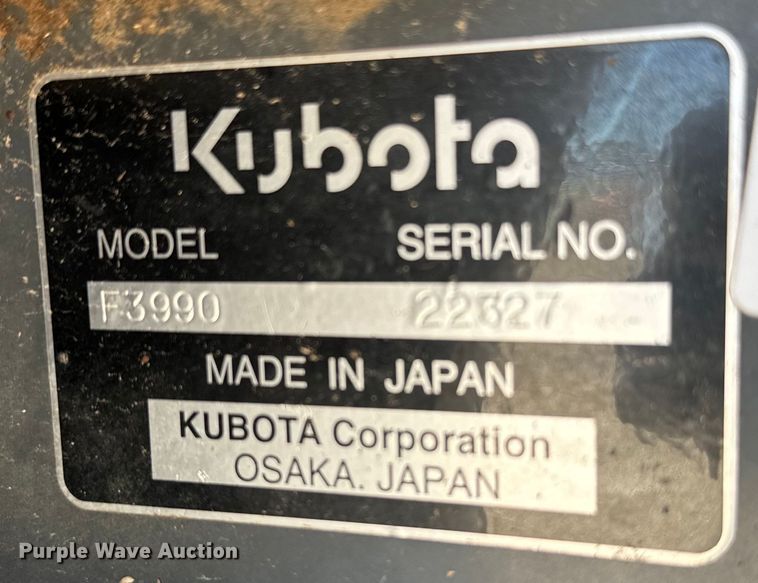 Kubota
MODEL SERIAL NO.
F3990 22327
MADE IN JAPAN
KUBOTA Corporation
OSAKA. JAPAN
Purple Wave Auction